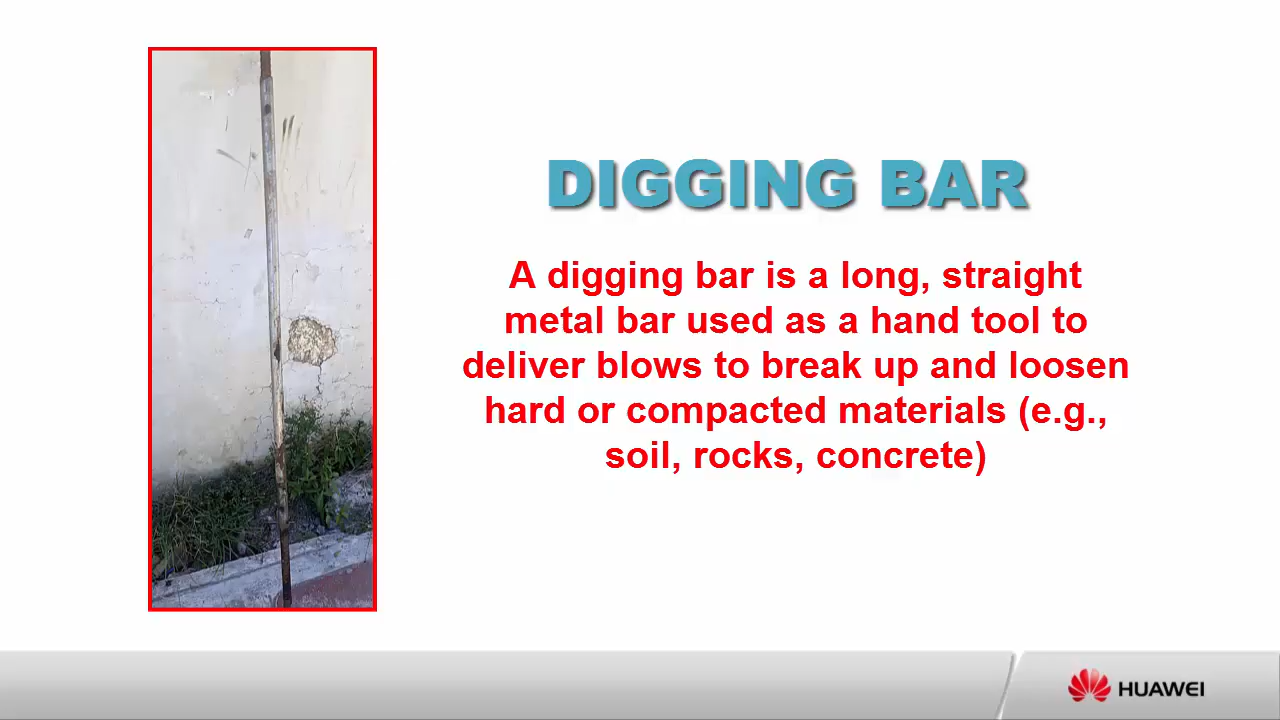 DIGGING BAR
A digging bar is a long, straight
metal bar used as a hand tool to
deliver blows to break up and loosen
hard or compacted materials (e.g.,
soil, rocks, concrete)
HUAWEI